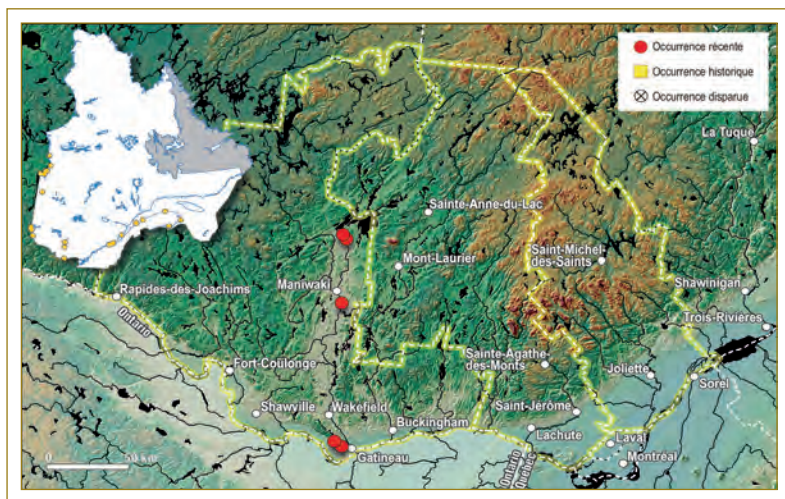 Occurrence récente
Occurrence historique
Occurrence disparue
La Tuque
Sainte-Anne-du-Lac
Mont-Laurier
Saint-Michel
des-Saints
Maniwaki
Rapides-des-Joachims
Shawinigan
Trois-Rivières
Ontario
Fort-Coulonge
Sainte-Agathe
des-Monts
Joliette
Sorel
Shawville
Wakefield
Buckingham
Saint-Jérôme
Lachute
Laval
Gatineau
Montréal
Ontario
Québec
0 50 km